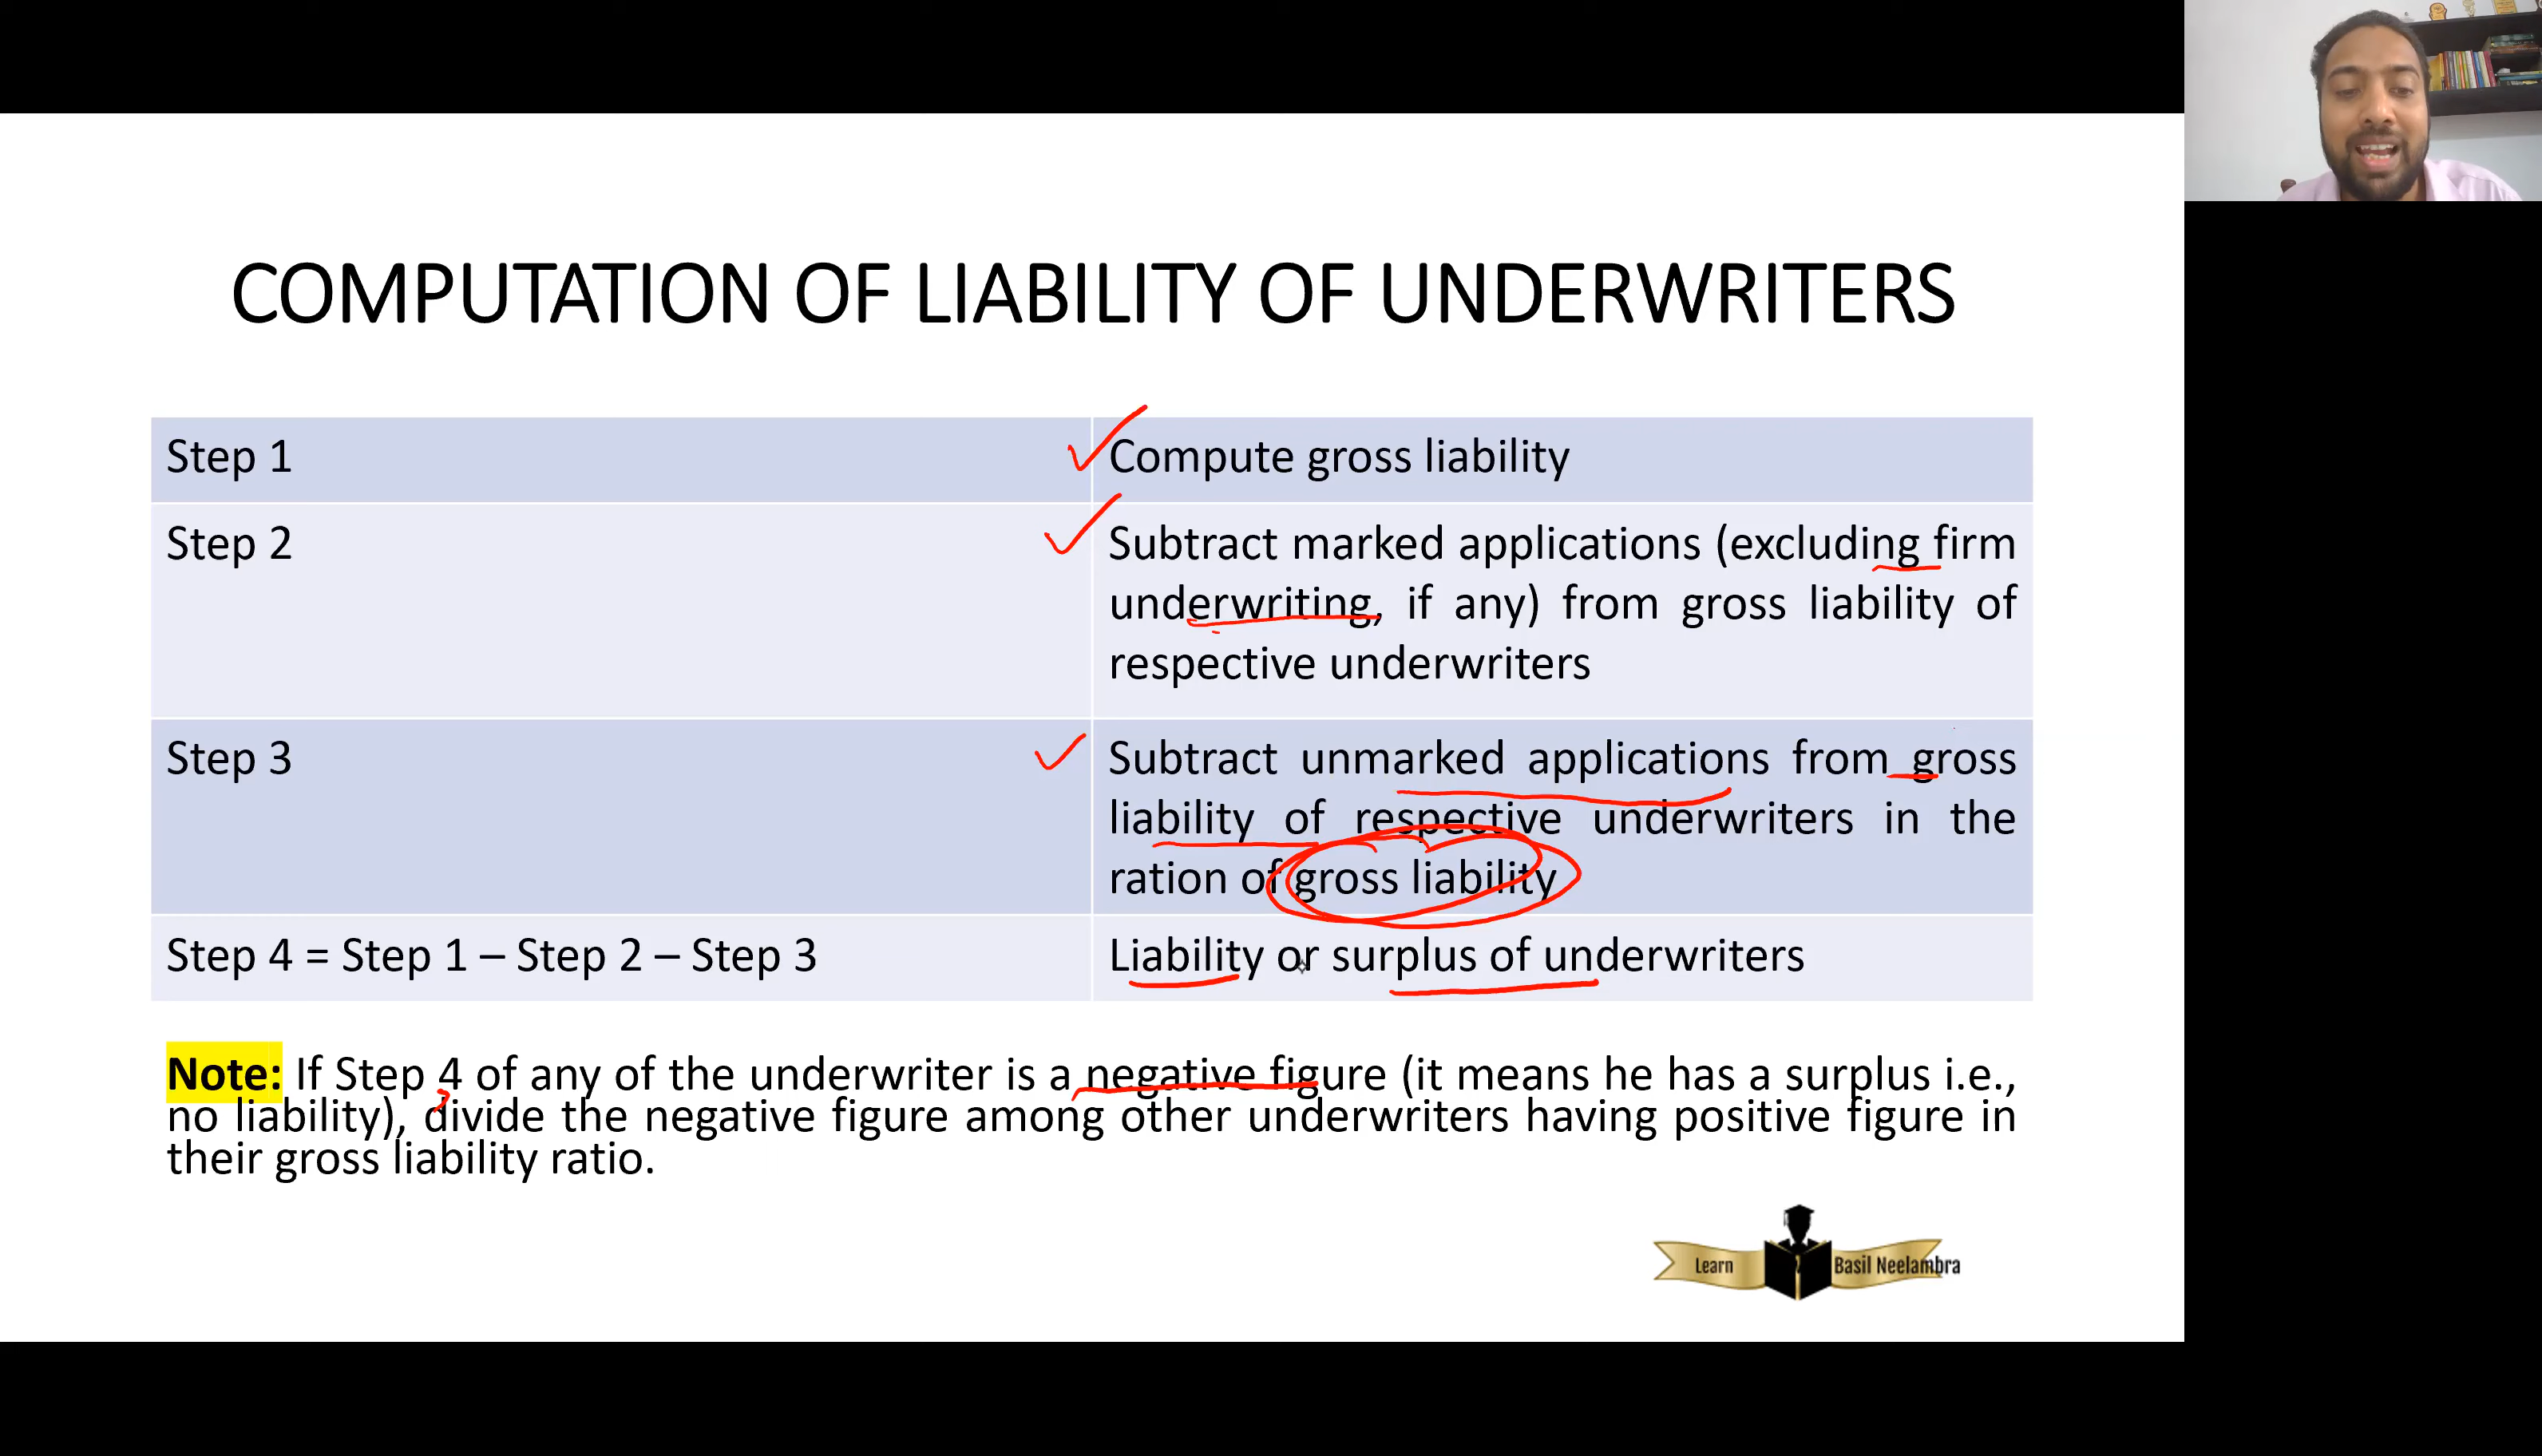 COMPUTATION OF LIABILITY OF UNDERWRITERS
Step 1
Compute gross liability
Step 2
Subtract marked applications (excluding firm
underwriting, if any) from gross liability of
respective underwriters
Step 3
Subtract unmarked applications from gross
liability of respective underwriters in the
ration of gross liability
Step 4 = Step 1 – Step 2 – Step 3
Liability or surplus of underwriters
Note: If Step 4 of any of the underwriter is a negative figure (it means he has a surplus i.e.,
no liability), divide the negative figure among other underwriters having positive figure in
their gross liability ratio.
Learn Basil Neelambra